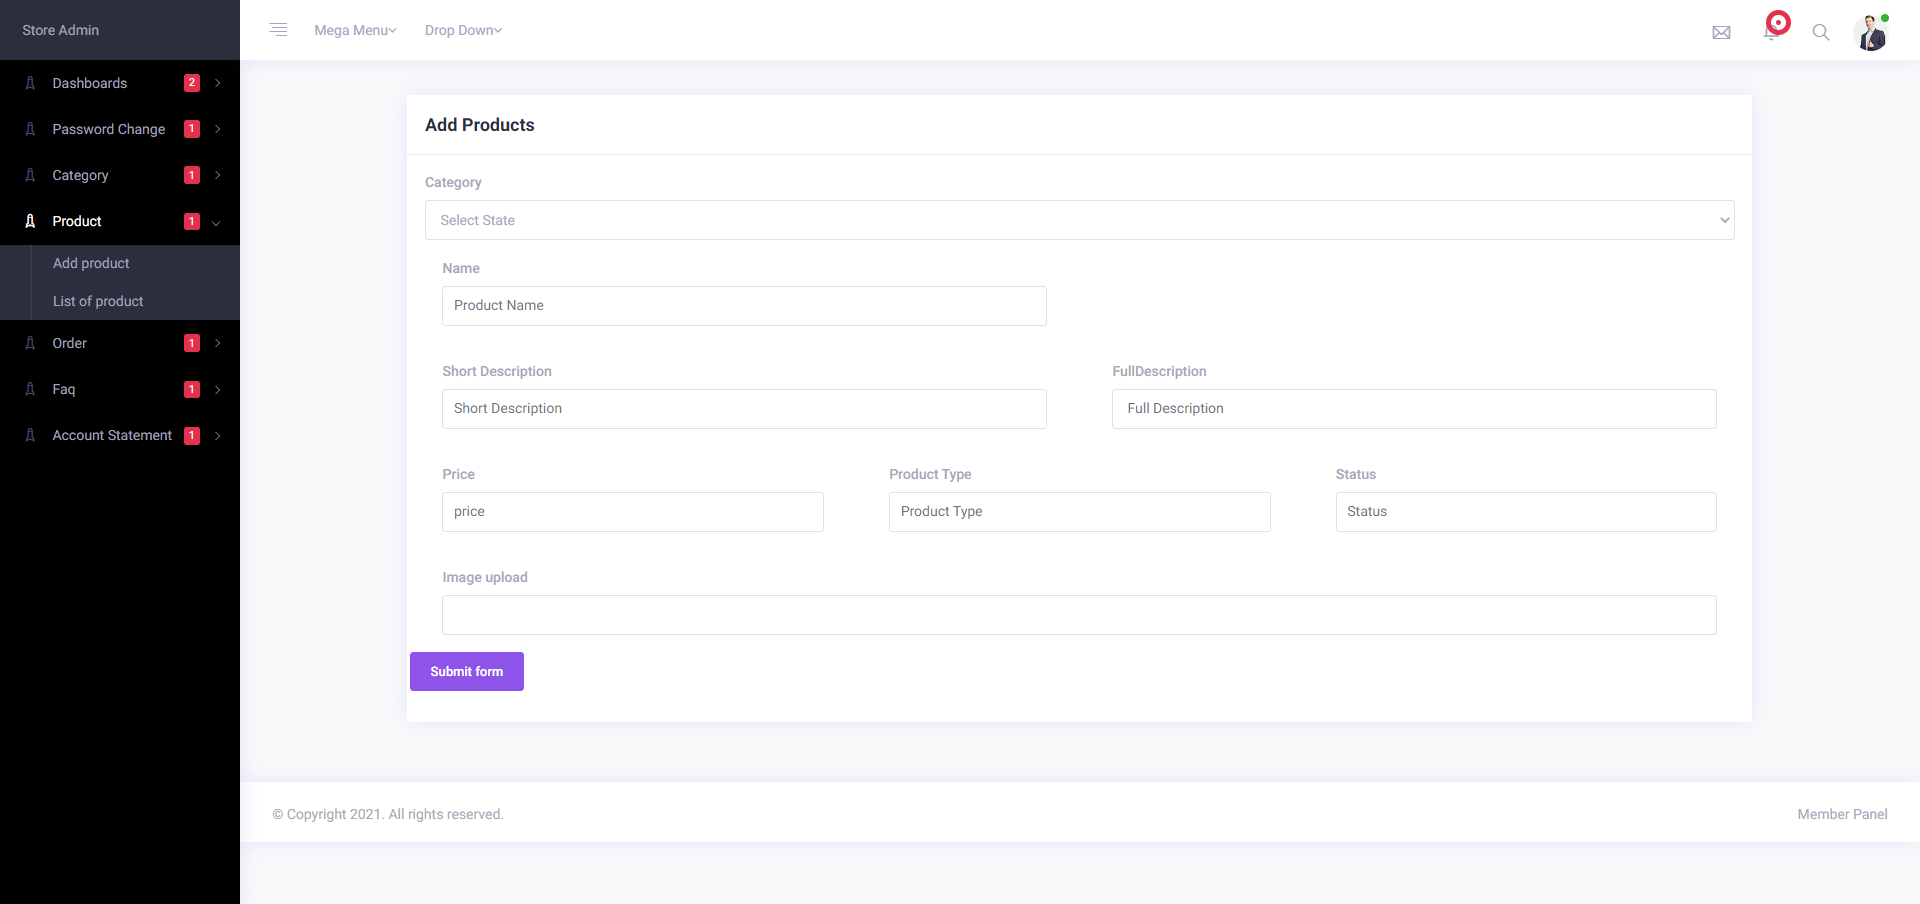 Store Admin
Mega Menu
Drop Down
Dashboards 2
Password Change 1
Category 1
Product 1
Add product
List of product
Order 1
Faq 1
Account Statement 1
Add Products
Category
Select State
Name
Product Name
Short Description
Short Description
FullDescription
Full Description
Price
price
Product Type
Product Type
Status
Status
Image upload
Submit form
© Copyright 2021. All rights reserved.
Member Panel